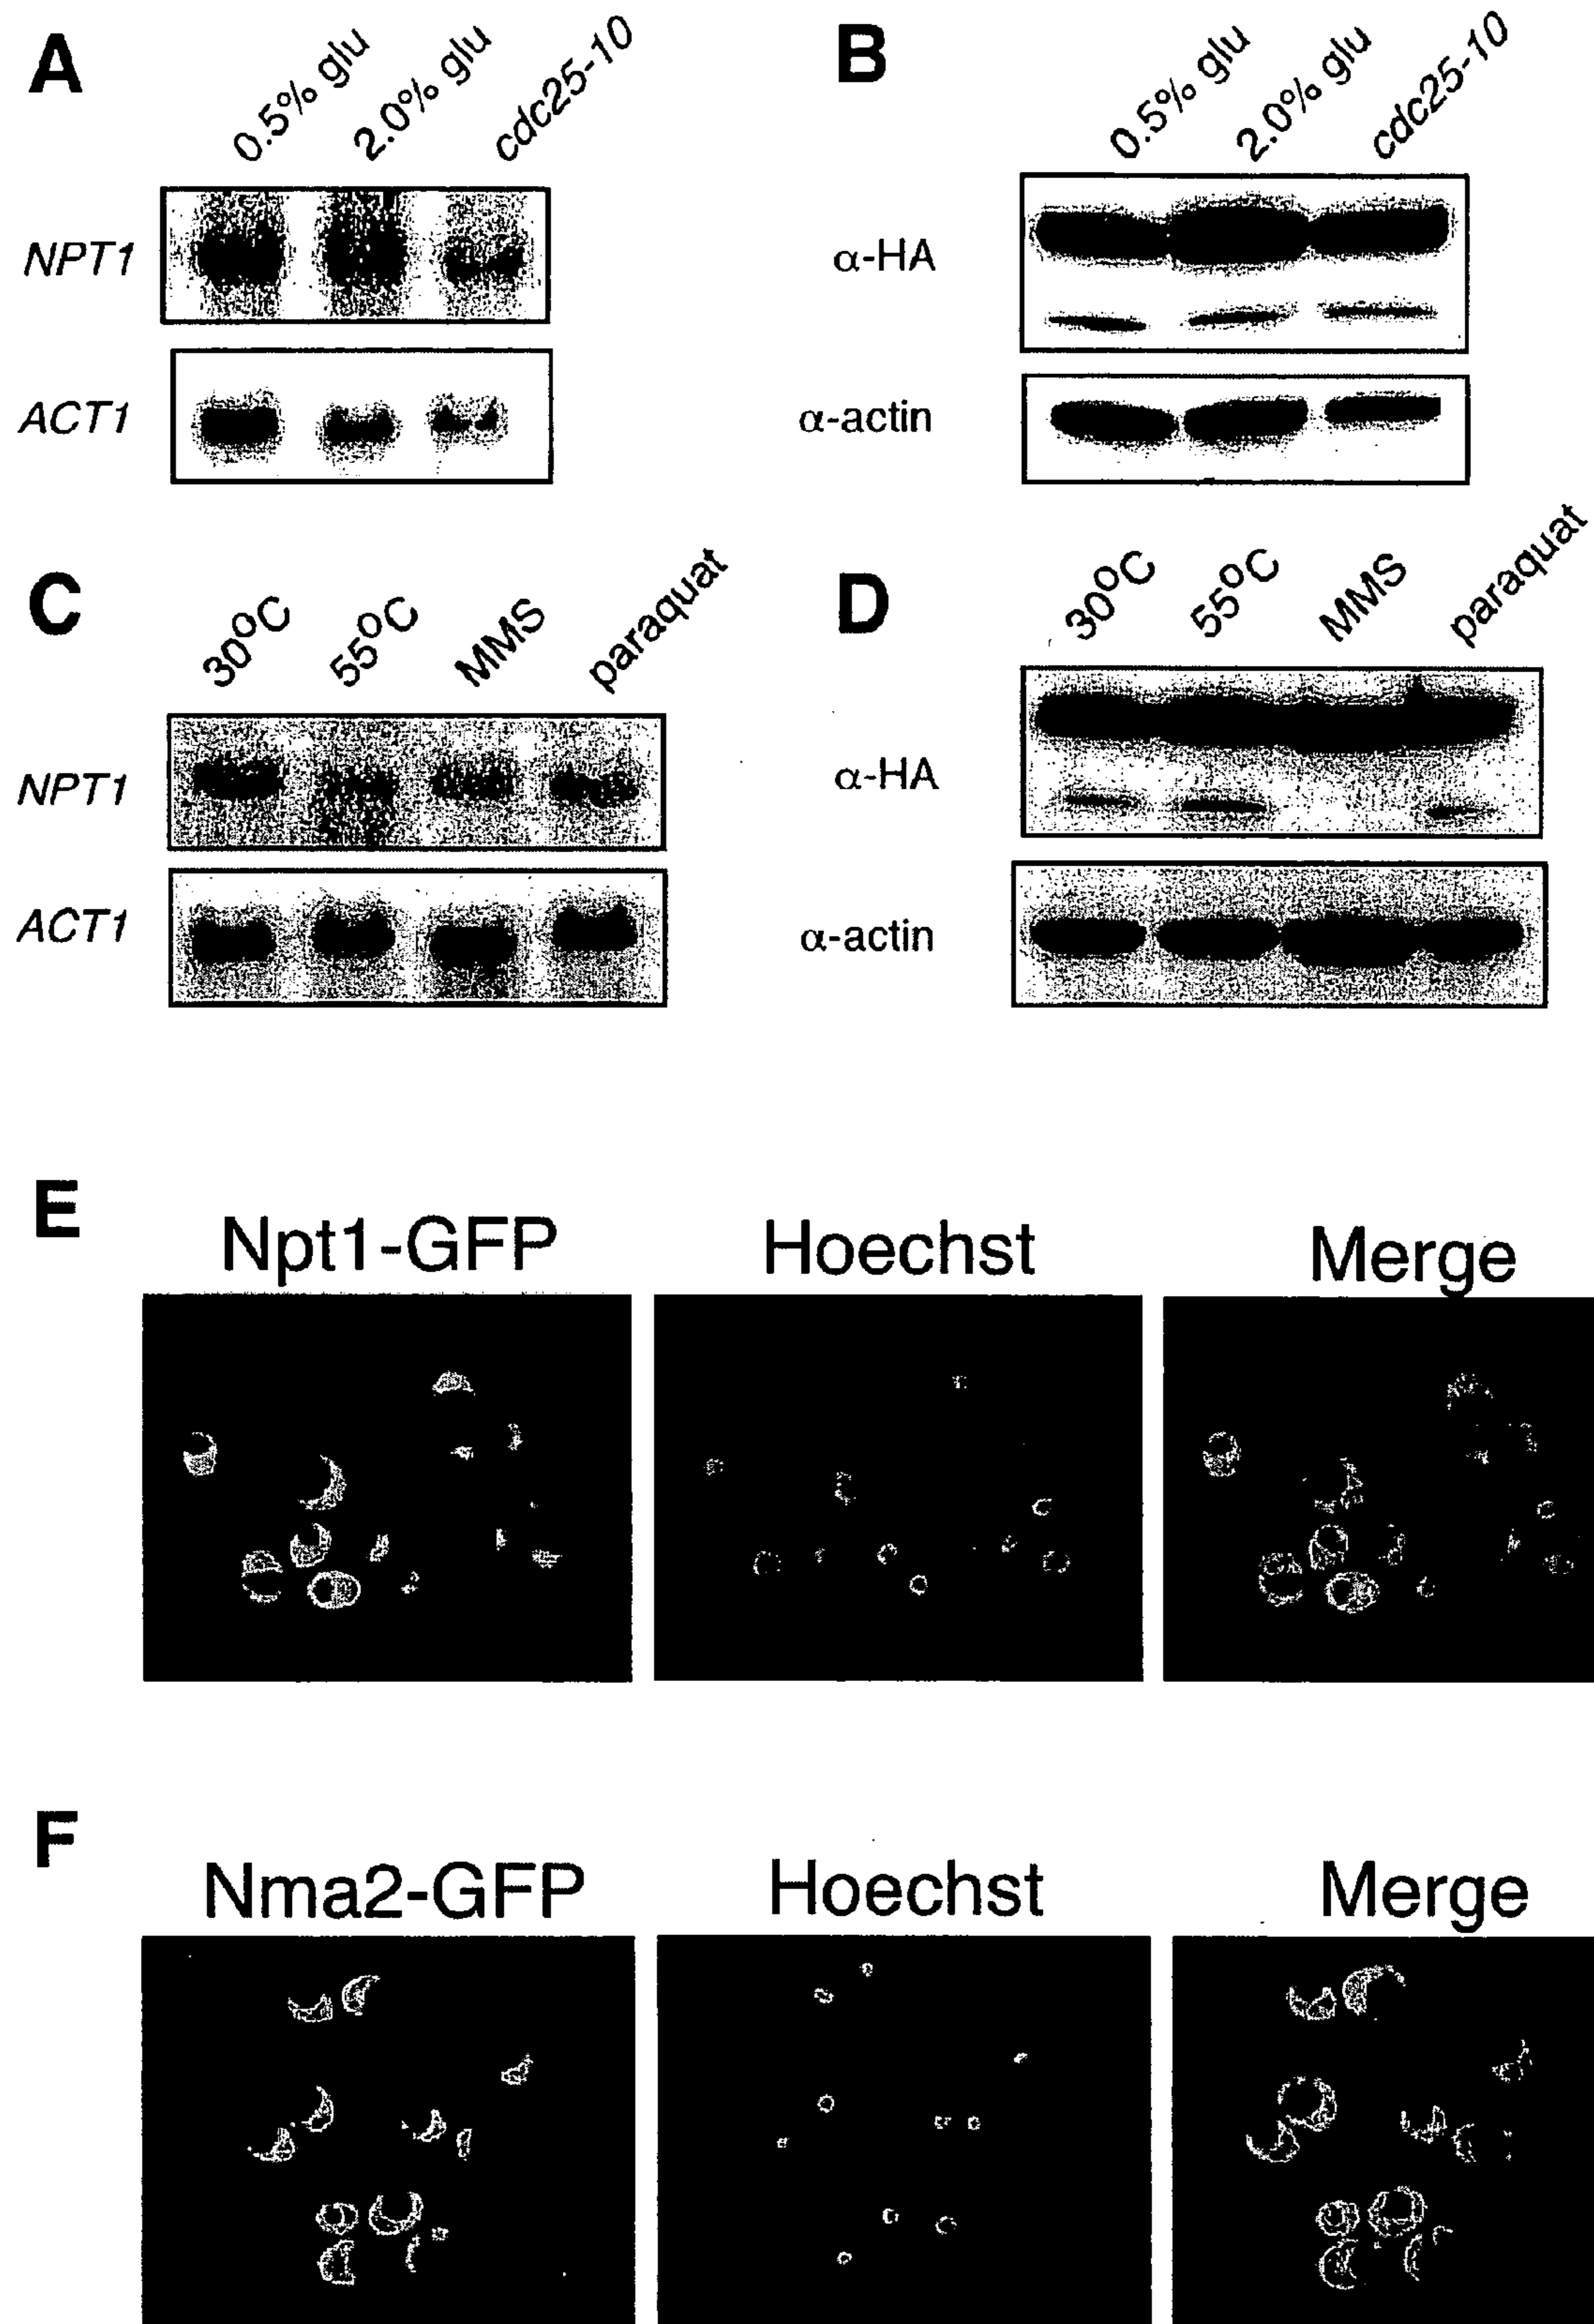 A
0.5% glu
2.0% glu
cdc25-10
NPT1
ACT1
B
0.5% glu
2.0% glu
cdc25-10
α-HA
α-actin
C
30°C
55°C
MMS
paraquat
NPT1
ACT1
D
30°C
55°C
MMS
paraquat
α-HA
α-actin
E
Npt1-GFP
Hoechst
Merge
F
Nma2-GFP
Hoechst
Merge